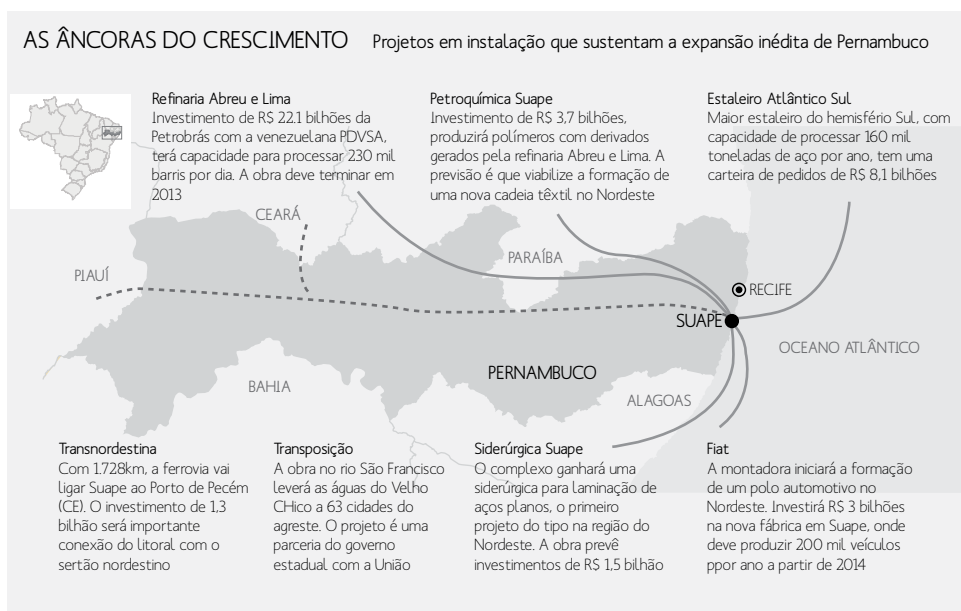 AS ÂNCORAS DO CRESCIMENTO Projetos em instalação que sustentam a expansão inédita de Pernambuco
Refinaria Abreu e Lima
Investimento de R$ 22.1 bilhões da
Petrobrás com a venezuelana PDVSA,
terá capacidade para processar 230 mil
barris por dia. A obra deve terminar em
2013
Petroquímica Suape
Investimento de R$ 3,7 bilhões,
produzirá polímeros com derivados
gerados pela refinaria Abreu e Lima. A
previsão é que viabilize a formação de
uma nova cadeia têxtil no Nordeste
Estaleiro Atlântico Sul
Maior estaleiro do hemisfério Sul, com
capacidade de processar 160 mil
toneladas de aço por ano, tem uma
carteira de pedidos de R$ 8,1 bilhões
CEARÁ
PARAÍBA
PIAUÍ
RECIFE
SUAPE
OCEANO ATLÂNTICO
PERNAMBUCO
BAHIA
ALAGOAS
Transnordestina
Com 1.728km, a ferrovia vai
ligar Suape ao Porto de Pecém
(CE). O investimento de 1,3
bilhão será importante
conexão do litoral com o
sertão nordestino
Transposição
A obra no rio São Francisco
leverá as águas do Velho
CHico a 63 cidades do
agreste. O projeto é uma
parceria do governo
estadual com a União
Siderúrgica Suape
O complexo ganhará uma
siderúrgica para laminação de
aços planos, o primeiro
projeto do tipo na região do
Nordeste. A obra prevê
investimentos de R$ 1,5 bilhão
Fiat
A montadora iniciará a formação
de um polo automotivo no
Nordeste. Investirá R$ 3 bilhões
na nova fábrica em Suape, onde
deve produzir 200 mil veículos
ppor ano a partir de 2014